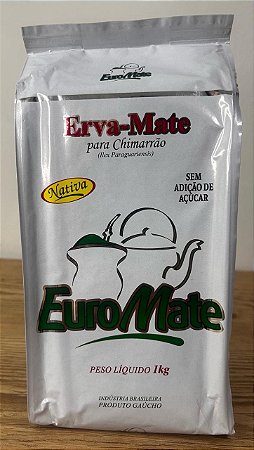 EuroMate
Erva-Mate
para Chimarrão
(Ilex Paraguariensis)
Nativa
SEM
ADIÇÃO DE
AÇÚCAR
EuroMate
PESO LÍQUIDO 1kg
INDÚSTRIA BRASILEIRA
PRODUTO GAÚCHO